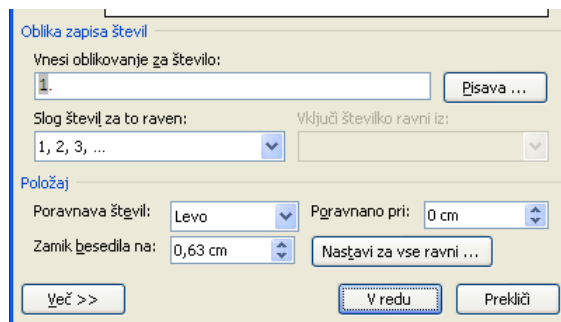 Oblika zapisa števil
Vnesi oblikovanje za število:
1.
Pisava ...
Slog števil za to raven:
Vključi številko ravni iz:
1, 2, 3, ...
Položaj
Poravnava števil:
Levo
Poravnano pri:
0 cm
Zamik besedila na:
0,63 cm
Nastavi za vse ravni ...
Več >>
V redu
Prekliči